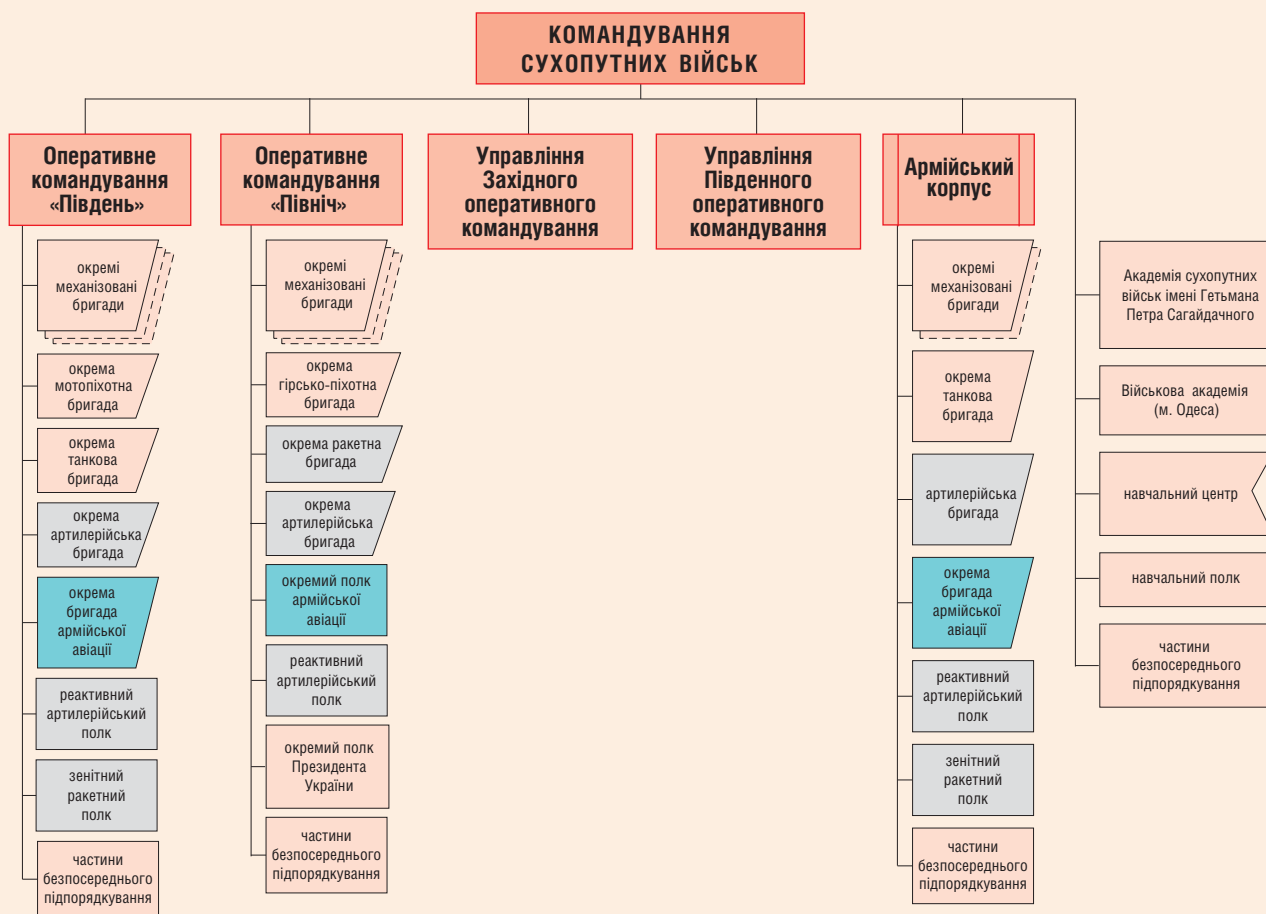 КОМАНДУВАННЯ
СУХОПУТНИХ ВІЙСЬК
Оперативне
командування
«Південь»
окремі
механізовані
бригади
окрема
мотопіхотна
бригада
окрема
танкова
бригада
окрема
артилерійська
бригада
окрема
бригада
армійської
авіації
реактивний
артилерійський
полк
зенітний
ракетний
полк
частини
безпосереднього
підпорядкування
Оперативне
командування
«Північ»
окремі
механізовані
бригади
окрема
гірсько-піхотна
бригада
окрема ракетна
бригада
окрема
артилерійська
бригада
окремий полк
армійської
авіації
реактивний
артилерійський
полк
окремий полк
Президента
України
частини
безпосереднього
підпорядкування
Управління
Західного
оперативного
командування
Управління
Південного
оперативного
командування
Армійський
корпус
окремі
механізовані
бригади
окрема
танкова
бригада
артилерійська
бригада
окрема
бригада
армійської
авіації
реактивний
артилерійський
полк
зенітний
ракетний
полк
частини
безпосереднього
підпорядкування
Академія сухопутних
військ імені Гетьмана
Петра Сагайдачного
Військова академія
(м. Одеса)
навчальний центр
навчальний полк
частини
безпосереднього
підпорядкування